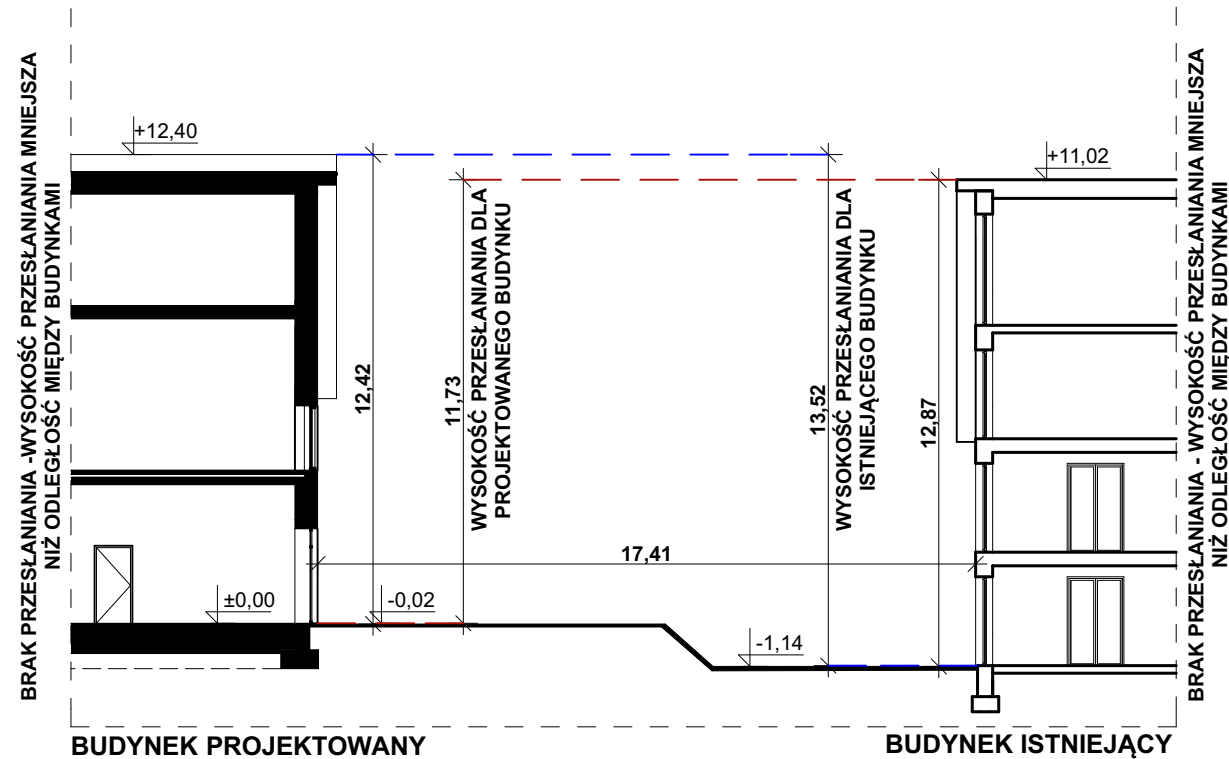 BRAK PRZESŁANIANIA -WYSOKOŚĆ PRZESŁANIANIA MNIEJSZA
NIŻ ODLEGŁOŚĆ MIĘDZY BUDYNKAMI
+12,40
+11,02
12,42
11,73
WYSOKOŚĆ PRZESŁANIANIA DLA
PROJEKTOWANEGO BUDYNKU
13,52
WYSOKOŚĆ PRZESŁANIANIA DLA
ISTNIEJĄCEGO BUDYNKU
12,87
17,41
±0,00
-0,02
-1,14
BRAK PRZESŁANIANIA - WYSOKOŚĆ PRZESŁANIANIA MNIEJSZA
NIŻ ODLEGŁOŚĆ MIĘDZY BUDYNKAMI
BUDYNEK PROJEKTOWANY
BUDYNEK ISTNIEJĄCY